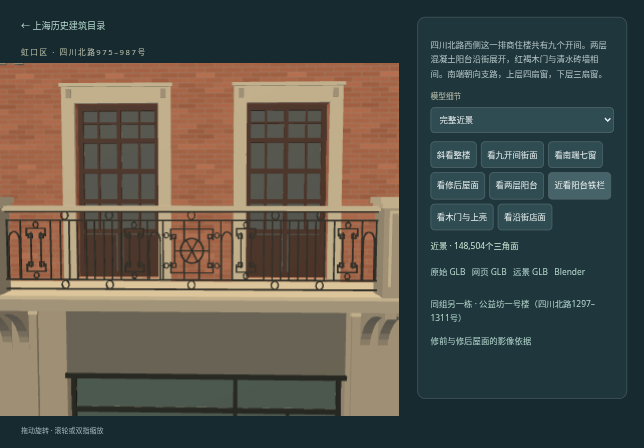 ← 上海历史建筑目录
虹口区 · 四川北路975–987号
四川北路西侧这一排商住楼共有九个开间。两层
混凝土阳台沿街展开，红褐木门与清水砖墙相
间。南端朝向支路，上层四扇窗，下层三扇窗。
模型细节
完整近景
斜看整楼 看九开间街面 看南端七窗
看修后屋面 看两层阳台 近看阳台铁栏
看木门与上亮 看沿街店面
近景 · 148,504个三角面
原始 GLB 网页 GLB 远景 GLB Blender
同组另一栋 · 公益坊一号楼（四川北路1297–
1311号）
修前与修后屋面的影像依据
拖动旋转 · 滚轮或双指缩放